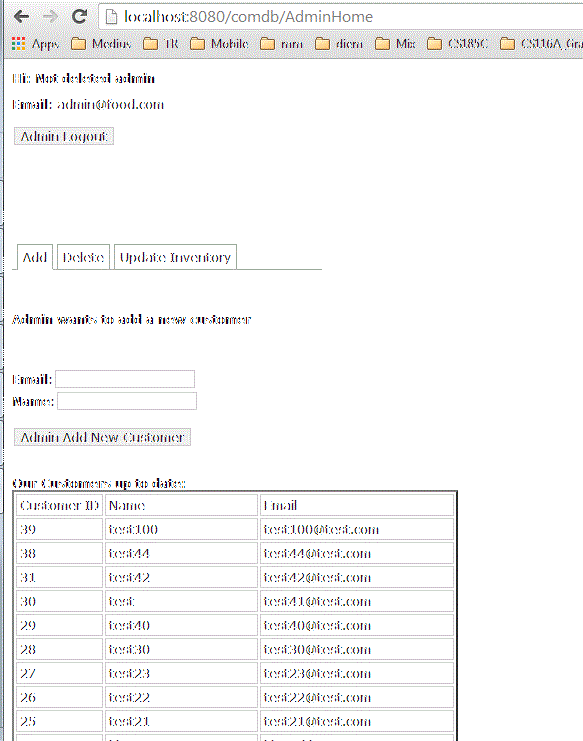 localhost:8080/comdb/AdminHome
Apps Medius TR Mobile rara diera Mix CS185C CS116A_Gra
Hi: Not deleted admin
Email: admin@food.com
Admin Logout
Add Delete Update Inventory
Admin wants to add a new customer
Email:
Name:
Admin Add New Customer
Our Customers up to date:
Customer ID Name Email
39 test100 test100@test.com
38 test44 test44@test.com
31 test42 test42@test.com
30 test test41@test.com
29 test40 test40@test.com
28 test30 test30@test.com
27 test23 test23@test.com
26 test22 test22@test.com
25 test21 test21@test.com